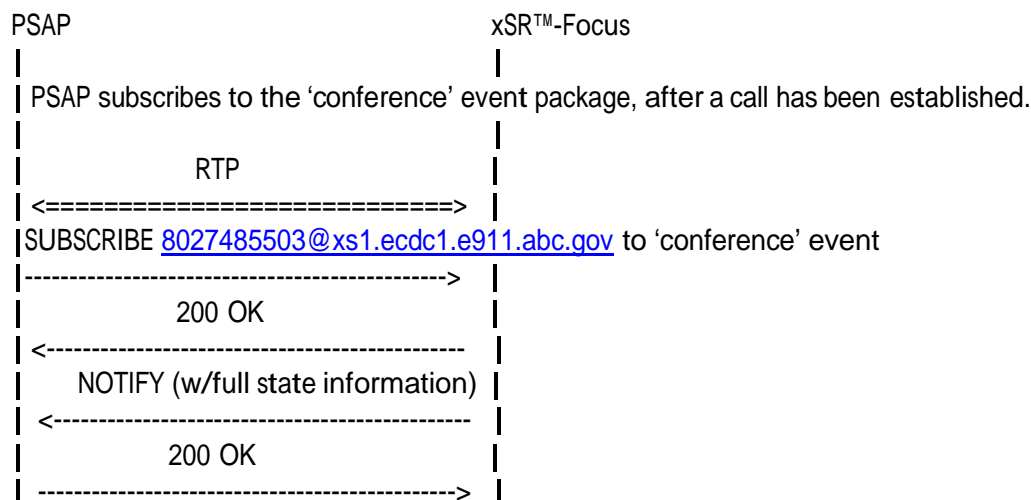 PSAP xSR™-Focus
PSAP subscribes to the ‘conference’ event package, after a call has been established.
RTP
<============================>
SUBSCRIBE 8027485503@xs1.ecdc1.e911.abc.gov to ‘conference’ event
----------------------------------------------->
200 OK
<-----------------------------------------------
NOTIFY (w/full state information)
<-----------------------------------------------
200 OK
----------------------------------------------->